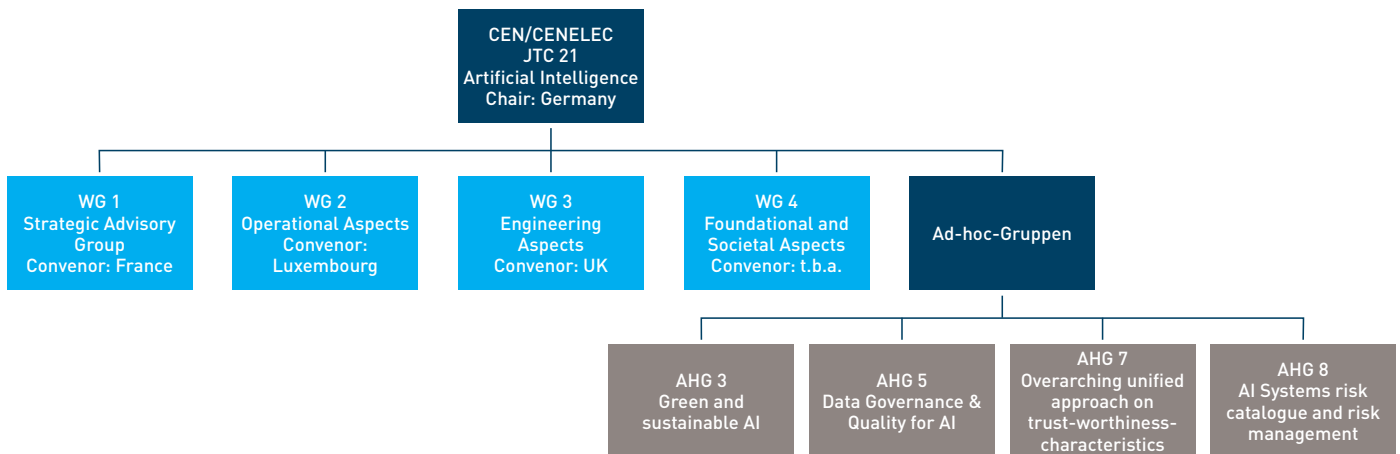 CEN/CENELEC
JTC 21
Artificial Intelligence
Chair: Germany
WG 1
Strategic Advisory
Group
Convenor: France
WG 2
Operational Aspects
Convenor:
Luxembourg
WG 3
Engineering
Aspects
Convenor: UK
WG 4
Foundational and
Societal Aspects
Convenor: t.b.a.
Ad-hoc-Gruppen
AHG 3
Green and
sustainable AI
AHG 5
Data Governance &
Quality for AI
AHG 7
Overarching unified
approach on
trust-worthiness-
characteristics
AHG 8
AI Systems risk
catalogue and risk
management